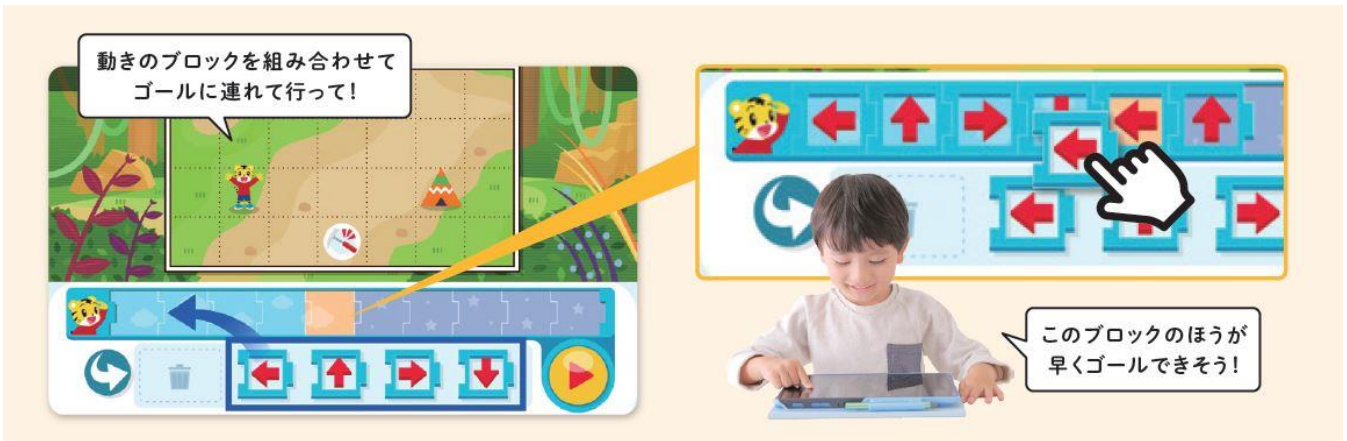 動きのブロックを組み合わせて
ゴールに連れて行って!
このブロックのほうが
早くゴールできそう!